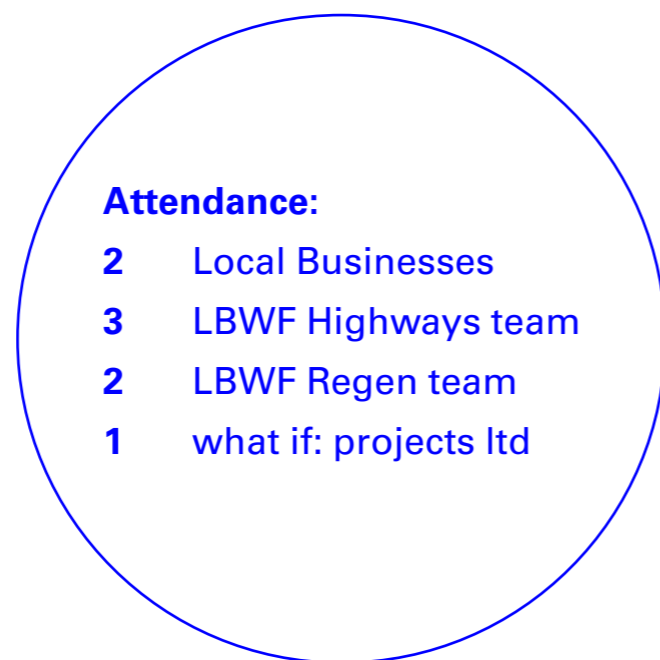 Attendance:
2 Local Businesses
3 LBWF Highways team
2 LBWF Regen team
1 what if: projects ltd